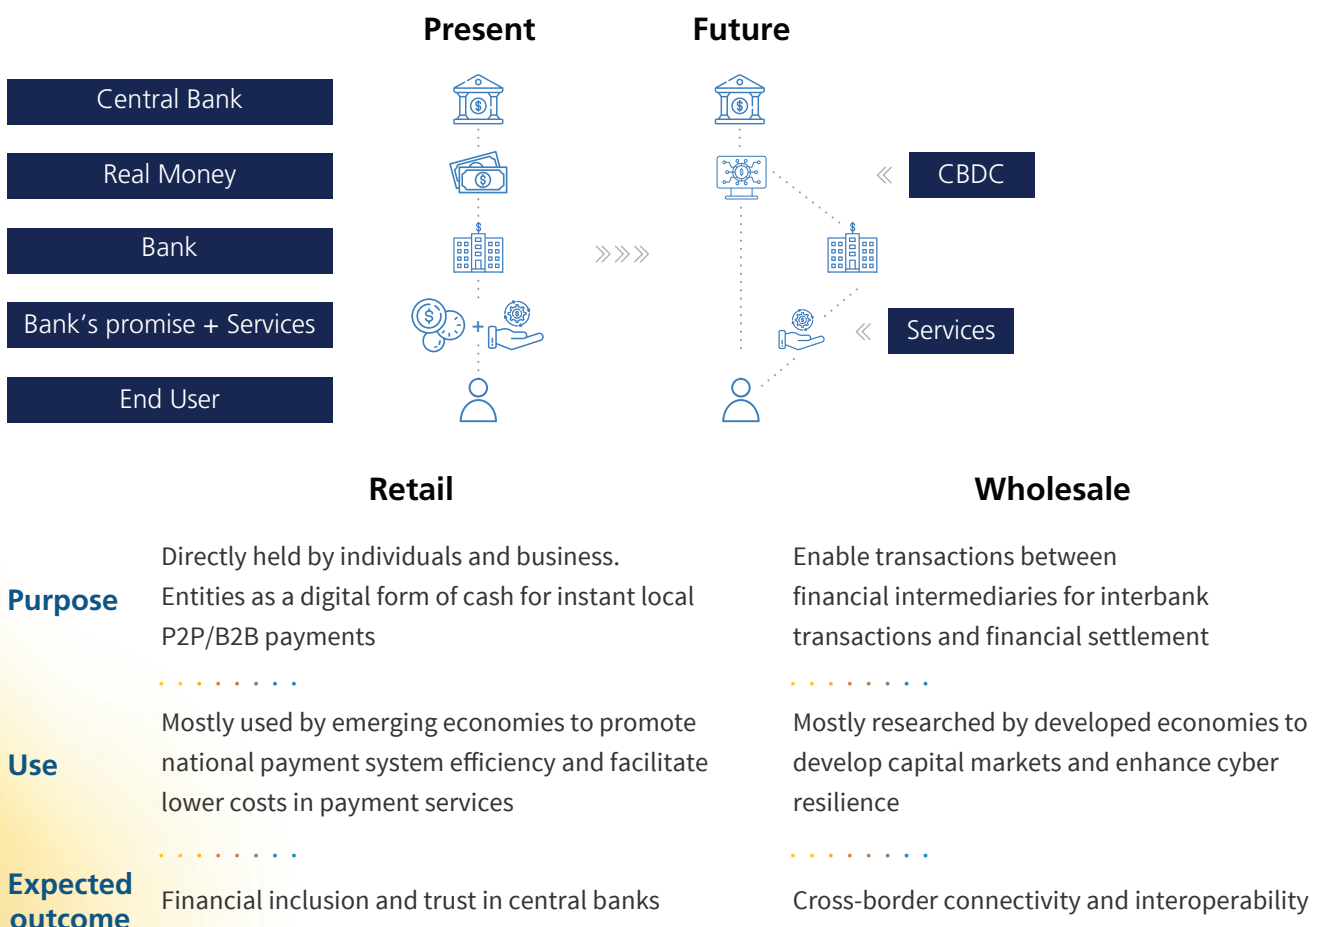 Present
Future
Central Bank
Real Money
CBDC
Bank
Bank's promise + Services
+
Services
End User
Retail
Wholesale
Purpose
Directly held by individuals and business.
Entities as a digital form of cash for instant local
P2P/B2B payments
Enable transactions between
financial intermediaries for interbank
transactions and financial settlement
Use
Mostly used by emerging economies to promote
national payment system efficiency and facilitate
lower costs in payment services
Mostly researched by developed economies to
develop capital markets and enhance cyber
resilience
Expected
outcome
Financial inclusion and trust in central banks
Cross-border connectivity and interoperability